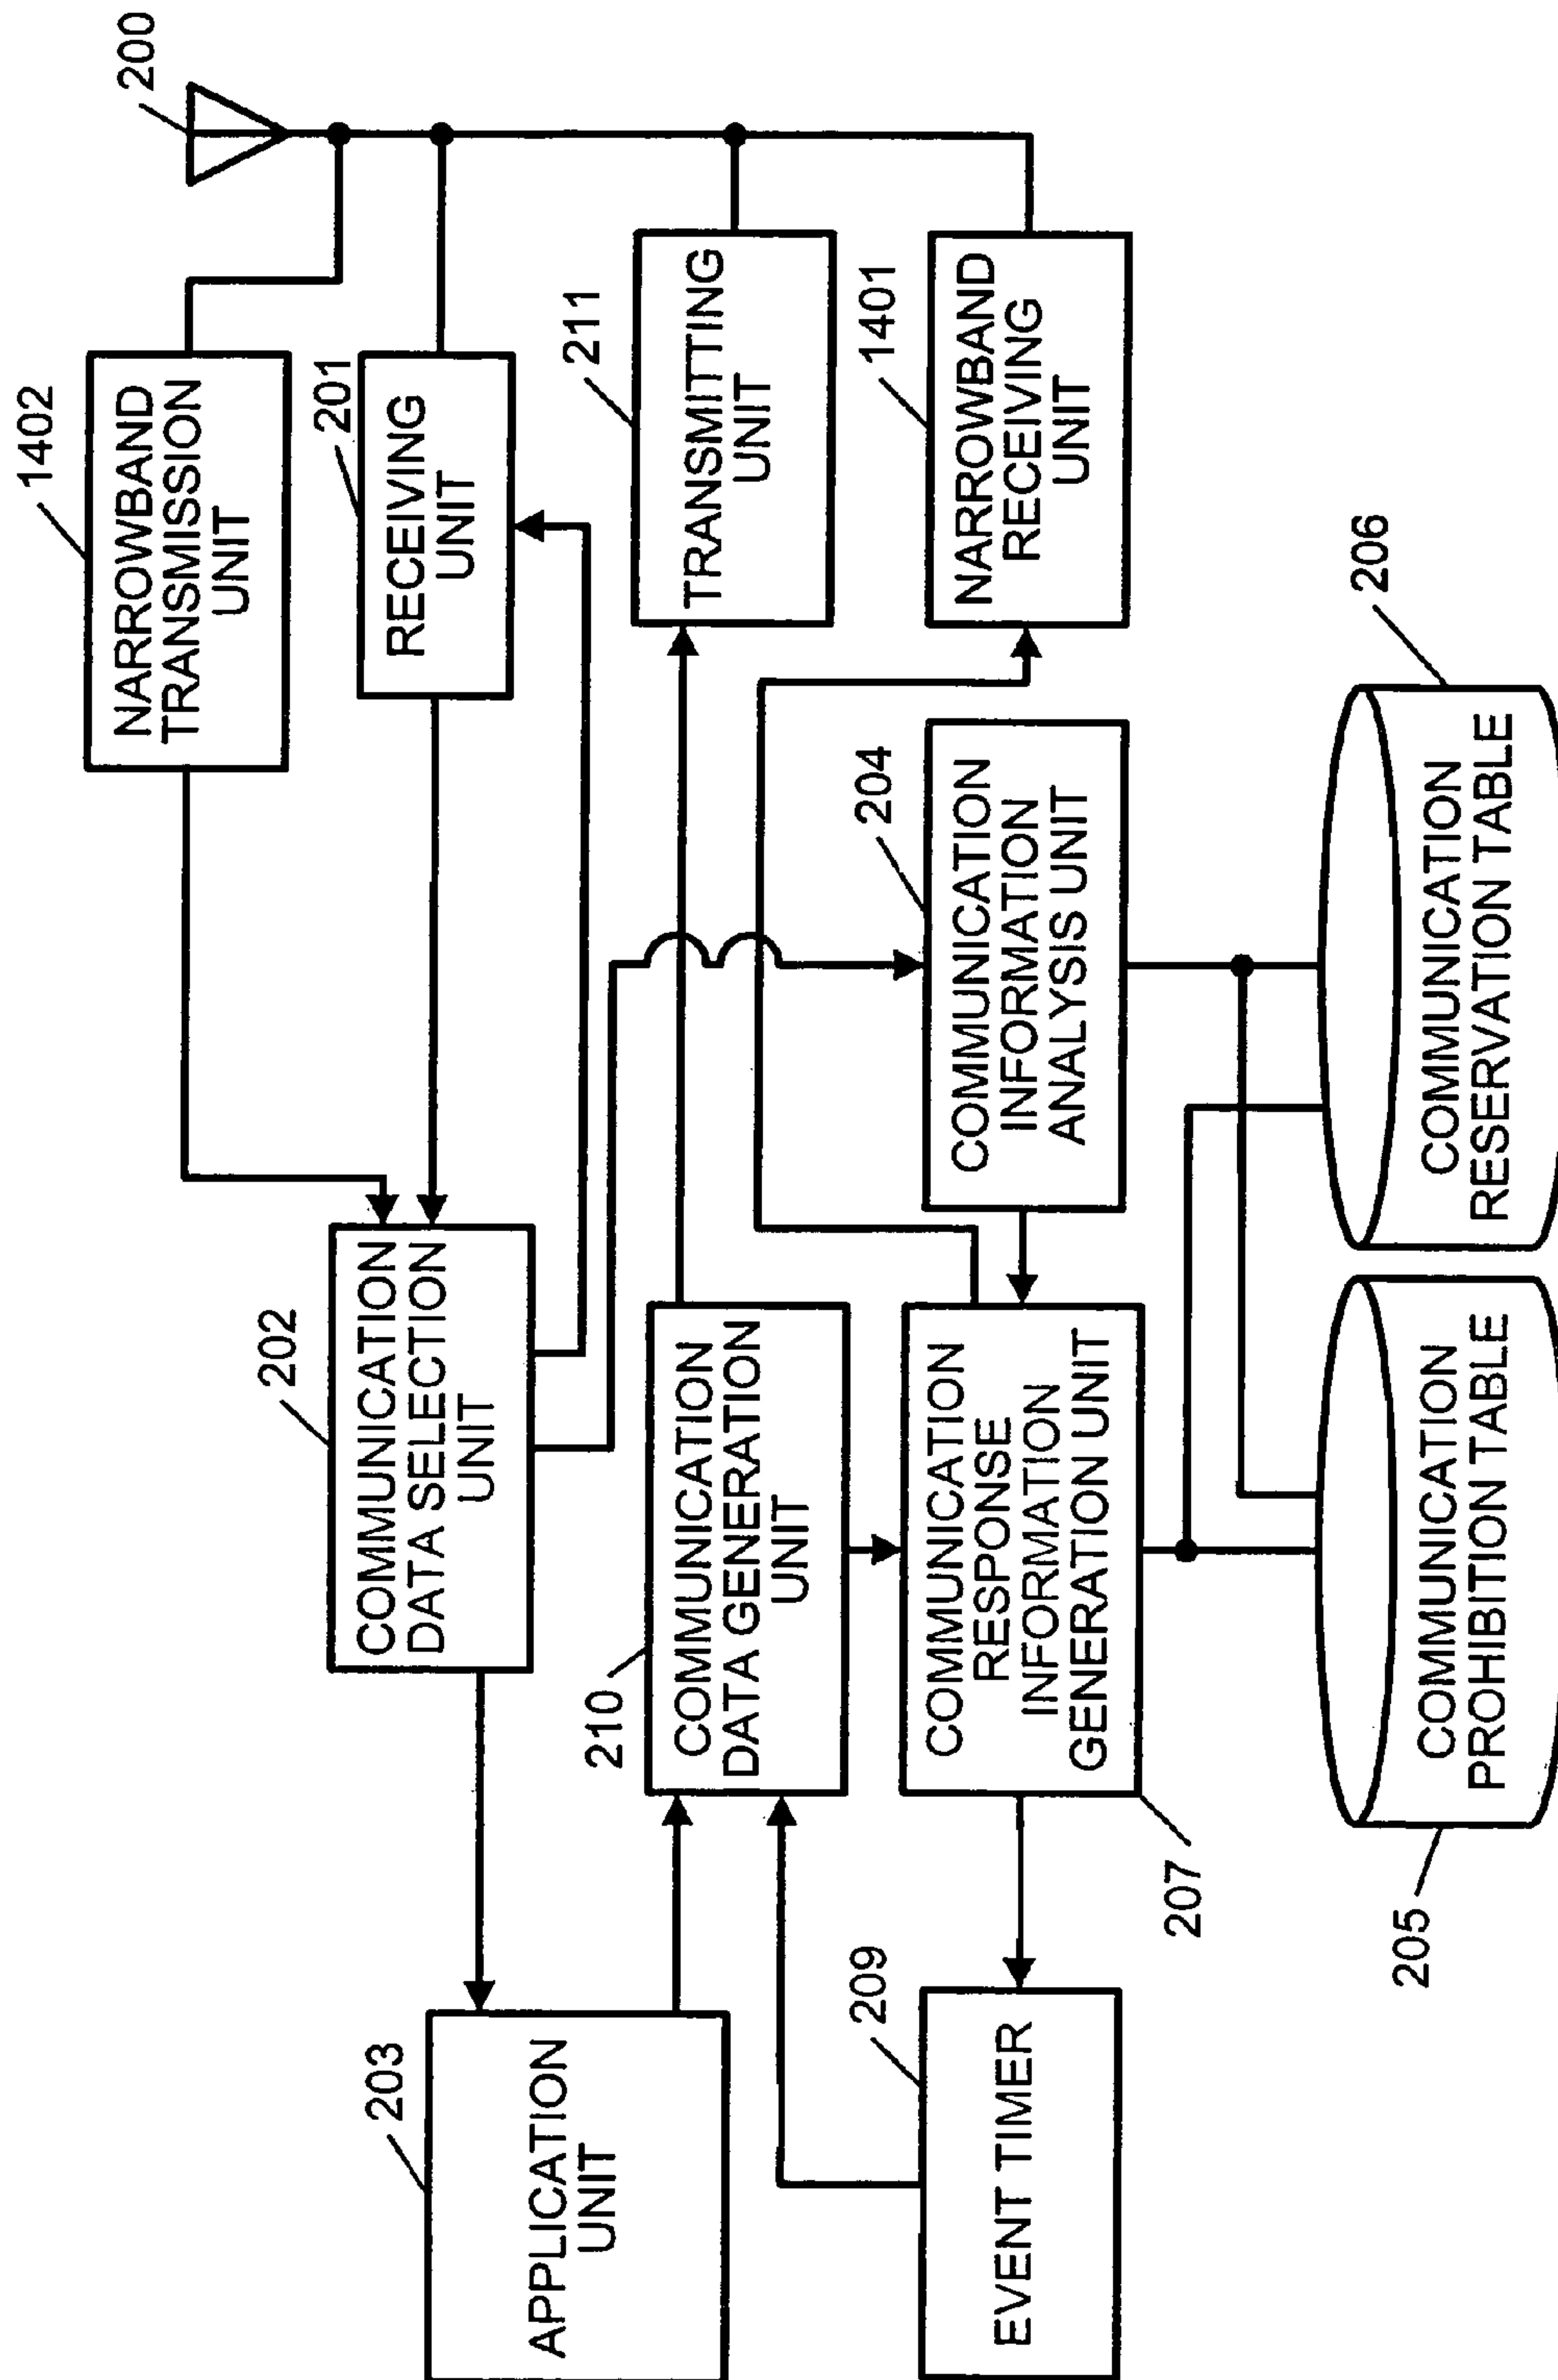 200
1402
NARROWBAND
TRANSMISSION
UNIT
202
COMMUNICATION
DATA SELECTION
UNIT
201
RECEIVING
UNIT
203
APPLICATION
UNIT
210
COMMUNICATION
DATA GENERATION
UNIT
211
TRANSMITTING
UNIT
204
COMMUNICATION
INFORMATION
ANALYSIS UNIT
1401
NARROWBAND
RECEIVING
UNIT
209
EVENT TIMER
COMMUNICATION
RESPONSE
INFORMATION
GENERATION UNIT
207
205
COMMUNICATION
PROHIBITION TABLE
206
COMMUNICATION
RESERVATION TABLE